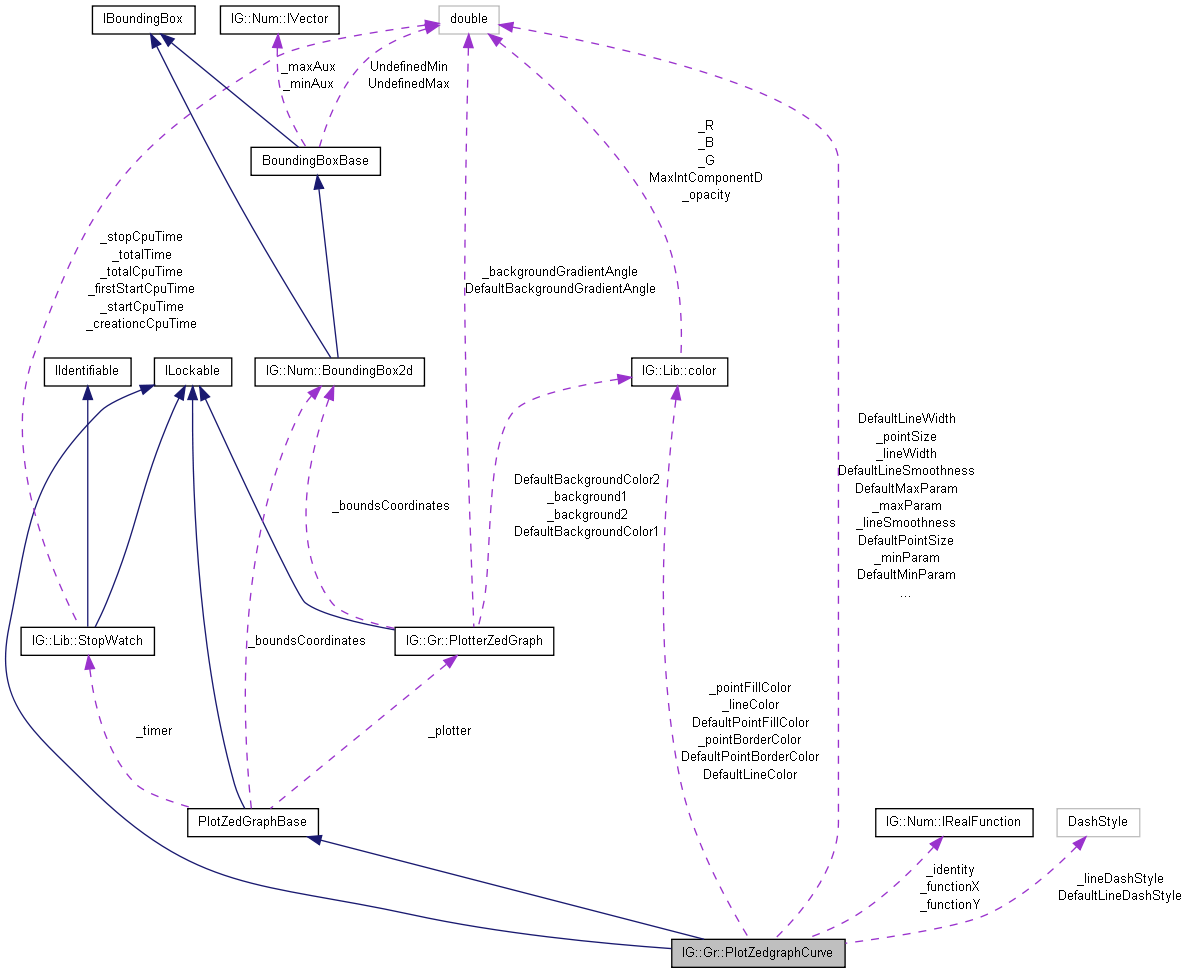 IBoundingBox
IG::Num::IVector
double
_maxAux
_minAux
UndefinedMin
UndefinedMax
_R
_B
_G
MaxIntComponentD
_opacity
BoundingBoxBase
_stopCpuTime
_totalTime
_totalCpuTime
_firstStartCpuTime
_startCpuTime
_creationcCpuTime
_backgroundGradientAngle
DefaultBackgroundGradientAngle
IIdentifiable
ILockable
IG::Num::BoundingBox2d
IG::Lib::color
DefaultLineWidth
_pointSize
_lineWidth
DefaultLineSmoothness
DefaultMaxParam
_maxParam
_lineSmoothness
DefaultPointSize
_minParam
DefaultMinParam
...
DefaultBackgroundColor2
_background1
_background2
DefaultBackgroundColor1
_boundsCoordinates
IG::Lib::StopWatch
_boundsCoordinates
IG::Gr::PlotterZedGraph
_timer
_plotter
_pointFillColor
_lineColor
DefaultPointFillColor
_pointBorderColor
DefaultPointBorderColor
DefaultLineColor
PlotZedGraphBase
IG::Num::IRealFunction
DashStyle
_identity
_functionX
_functionY
_lineDashStyle
DefaultLineDashStyle
IG::Gr::PlotZedgraphCurve